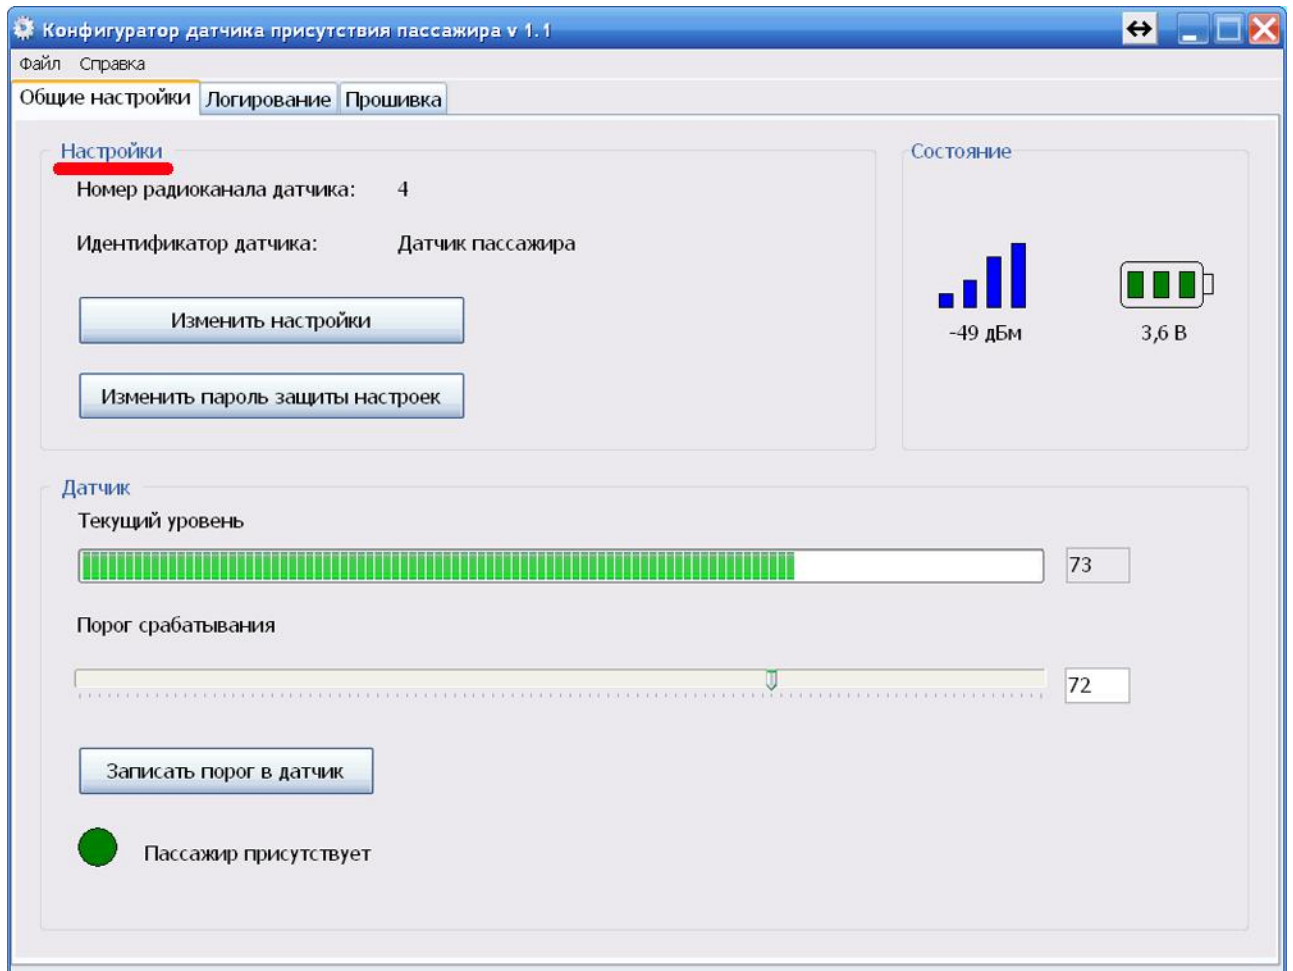 Конфигуратор датчика присутствия пассажира v 1.1
Файл Справка
Общие настройки Логирование Прошивка
Настройки
Номер радиоканала датчика: 4
Идентификатор датчика: Датчик пассажира
Изменить настройки
Изменить пароль защиты настроек
Состояние
-49 дБм 3,6 В
Датчик
Текущий уровень
73
Порог срабатывания
72
Записать порог в датчик
Пассажир присутствует